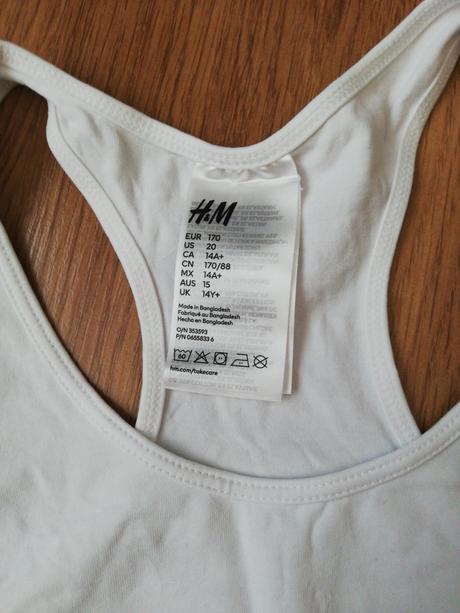 H&M
EUR 170
US 20
CA 14A+
CN 170/88
MX 14A+
AUS 15
UK 14Y+
Made in Bangladesh
Fabriqué au Bangladesh
Hecho en Bangladesh
O/N 353593
P/N 0655833 6
60
hm.com/takecare